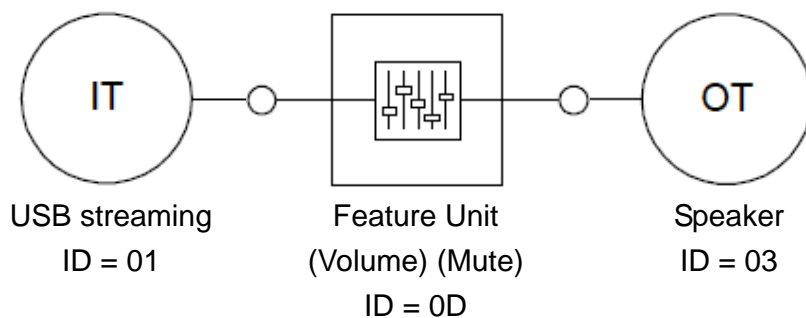 IT
OT
USB streaming
ID = 01
Feature Unit
(Volume) (Mute)
ID = 0D
Speaker
ID = 03